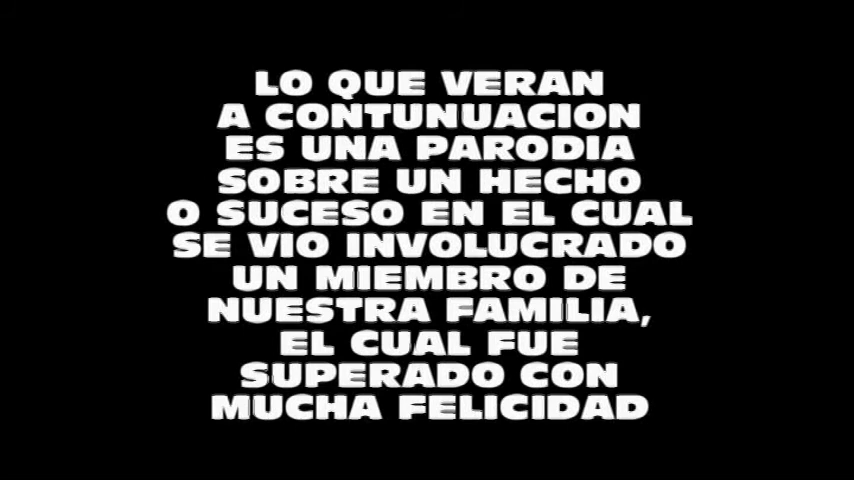 LO QUE VERAN
A CONTUNUACION
ES UNA PARODIA
SOBRE UN HECHO
O SUCESO EN EL CUAL
SE VIO INVOLUCRADO
UN MIEMBRO DE
NUESTRA FAMILIA,
EL CUAL FUE
SUPERADO CON
MUCHA FELICIDAD